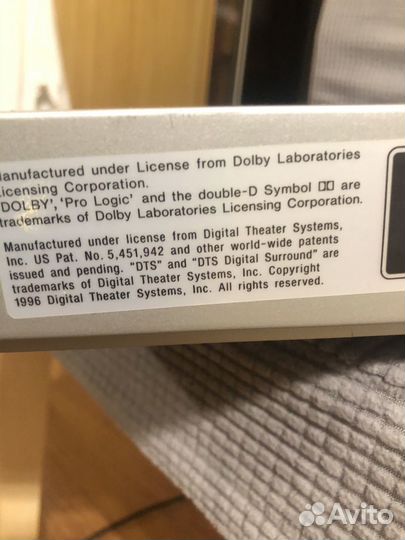 anufactured under License from Dolby Laboratories
icensing Corporation.
'DOLBY', 'Pro Logic' and the double-D Symbol are
trademarks of Dolby Laboratories Licensing Corporation.
Manufactured under license from Digital Theater Systems,
Inc. US Pat. No. 5,451,942 and other world-wide patents
issued and pending. "DTS" and "DTS Digital Surround" are
trademarks of Digital Theater Systems, Inc. Copyright
1996 Digital Theater Systems, Inc. All rights reserved.
Avito